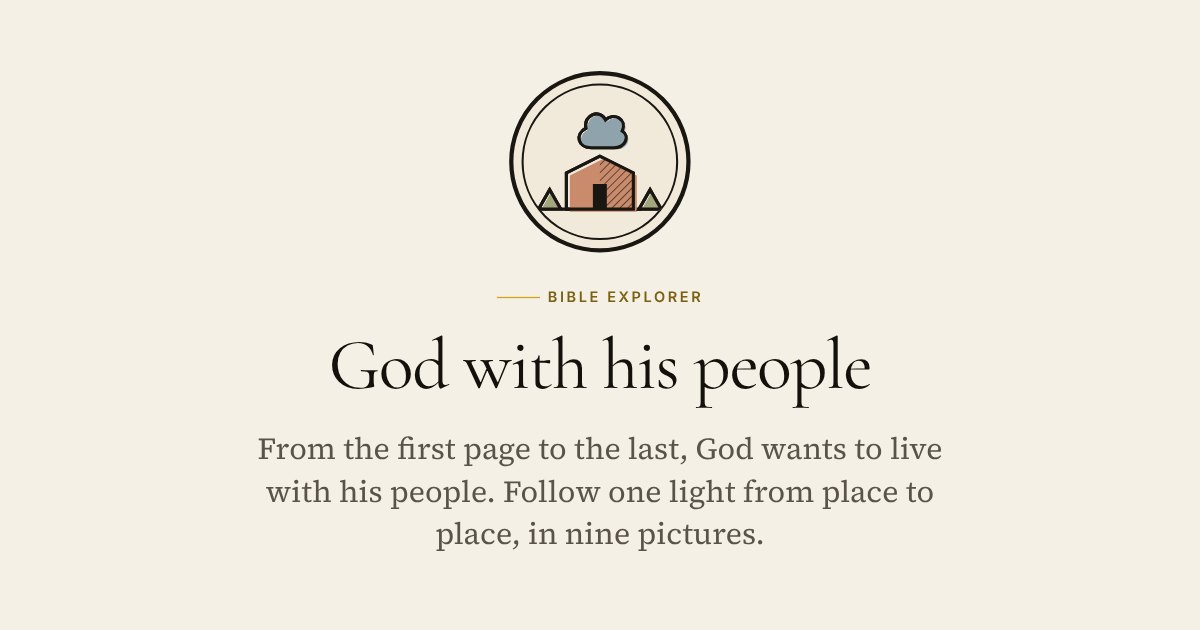 BIBLE EXPLORER
God with his people
From the first page to the last, God wants to live
with his people. Follow one light from place to
place, in nine pictures.